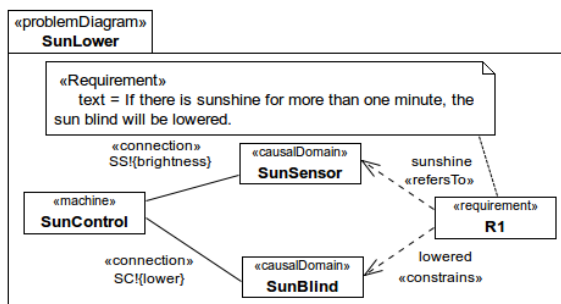 «problemDiagram»
SunLower
«Requirement»
text = If there is sunshine for more than one minute, the
sun blind will be lowered.
«connection»
SS!{brightness}
«causalDomain»
SunSensor
sunshine
«refersTo»
«machine»
SunControl
«requirement»
R1
«connection»
SC!{lower}
«causalDomain»
SunBlind
lowered
«constrains»